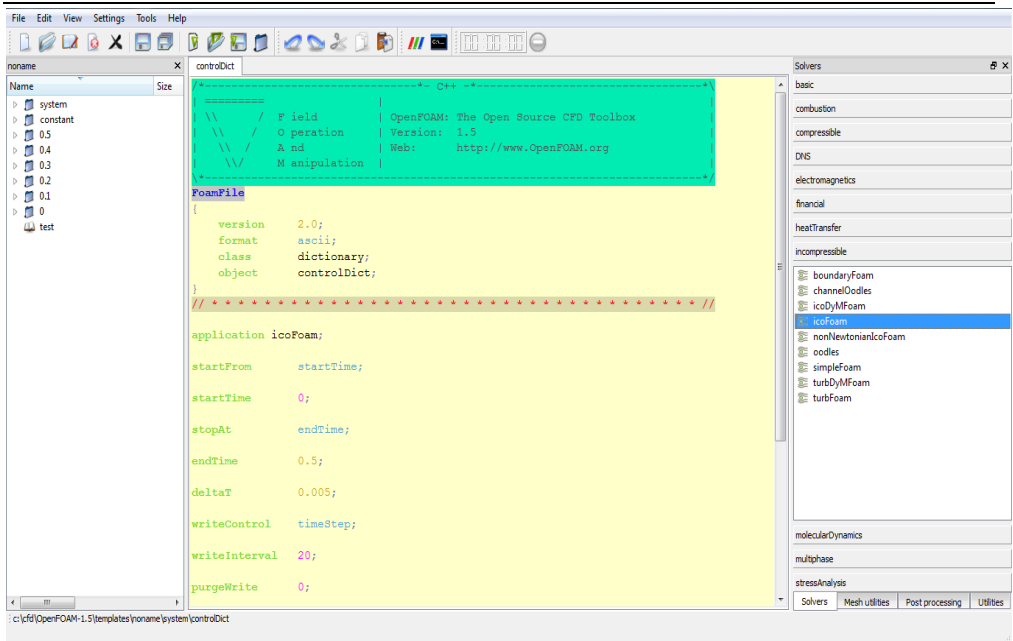 File Edit View Settings Tools Help
noname
Name Size
system
constant
0.5
0.4
0.3
0.2
0.1
0
test
controlDict
/*---------------------------------*- C++ -*-----------------------------------*\
| ========= | |
| \\ / F ield | OpenFOAM: The Open Source CFD Toolbox |
| \\ / O peration | Version: 1.5 |
| \\ / A nd | Web: http://www.OpenFOAM.org |
| \\/ M anipulation | |
\*---------------------------------------------------------------------------*/
FoamFile
{
version 2.0;
format ascii;
class dictionary;
object controlDict;
}
// * * * * * * * * * * * * * * * * * * * * * * * * * * * * * * * * * * * * * //
application icoFoam;
startFrom startTime;
startTime 0;
stopAt endTime;
endTime 0.5;
deltaT 0.005;
writeControl timeStep;
writeInterval 20;
purgeWrite 0;
Solvers
basic
combustion
compressible
DNS
electromagnetics
financial
heatTransfer
incompressible
boundaryFoam
channelOodles
icoDyMFoam
icoFoam
nonNewtonianIcoFoam
oodles
simpleFoam
turbDyMFoam
turbFoam
molecularDynamics
multiphase
stressAnalysis
Solvers Mesh utilities Post processing Utilities
c:\cfd\OpenFOAM-1.5\templates\noname\system\controlDict